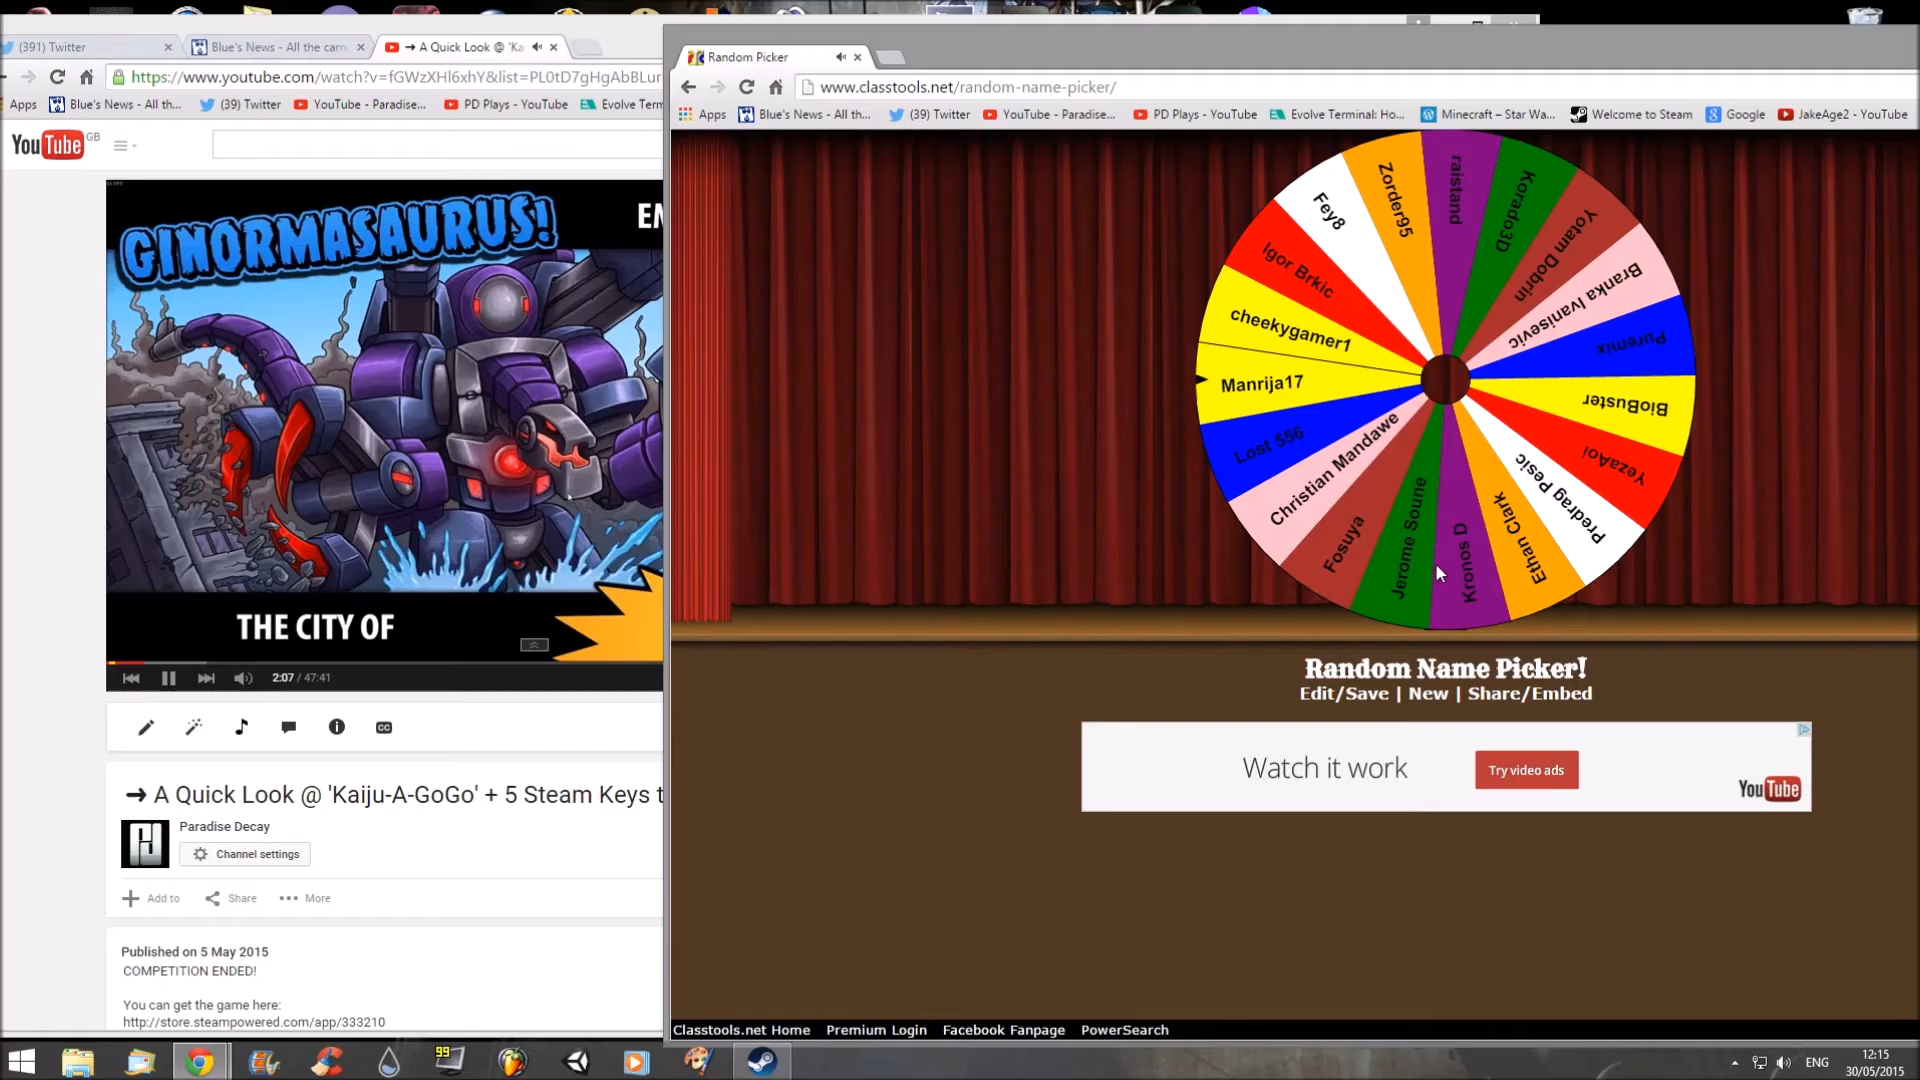 (391) Twitter
Blue's News - All the carn
→ A Quick Look @ 'Ka
https://www.youtube.com/watch?v=fGWzXHl6xhY&list=PL0tD7gHgAbBLur
Apps
Blue's News - All th...
(39) Twitter
YouTube - Paradise...
PD Plays - YouTube
Evolve Term
YouTube GB
GINORMASAURUS!
THE CITY OF
2:07 / 47:41
→ A Quick Look @ 'Kaiju-A-GoGo' + 5 Steam Keys t
Paradise Decay
Channel settings
Add to
Share
More
Published on 5 May 2015
COMPETITION ENDED!
You can get the game here:
http://store.steampowered.com/app/333210
Random Picker
www.classtools.net/random-name-picker/
Apps
Blue's News - All th...
(39) Twitter
YouTube - Paradise...
PD Plays - YouTube
Evolve Terminal: Ho...
Minecraft – Star Wa...
Welcome to Steam
Google
JakeAge2 - YouTube
raistand
Korado3D
Yotam Dobrin
Branka Ivanisevic
Puremix
BioBuster
YezaAoi
Predrag Pesic
Ethan Clark
Kronos D
Jerome Soune
Fosuya
Christian Mandawe
Lost 556
Manrija17
cheekygamer1
Igor Brkic
Fey8
Zorder95
Random Name Picker!
Edit/Save | New | Share/Embed
Watch it work
Try video ads
YouTube
Classtools.net Home
Premium Login
Facebook Fanpage
PowerSearch
99
ENG
12:15
30/05/2015